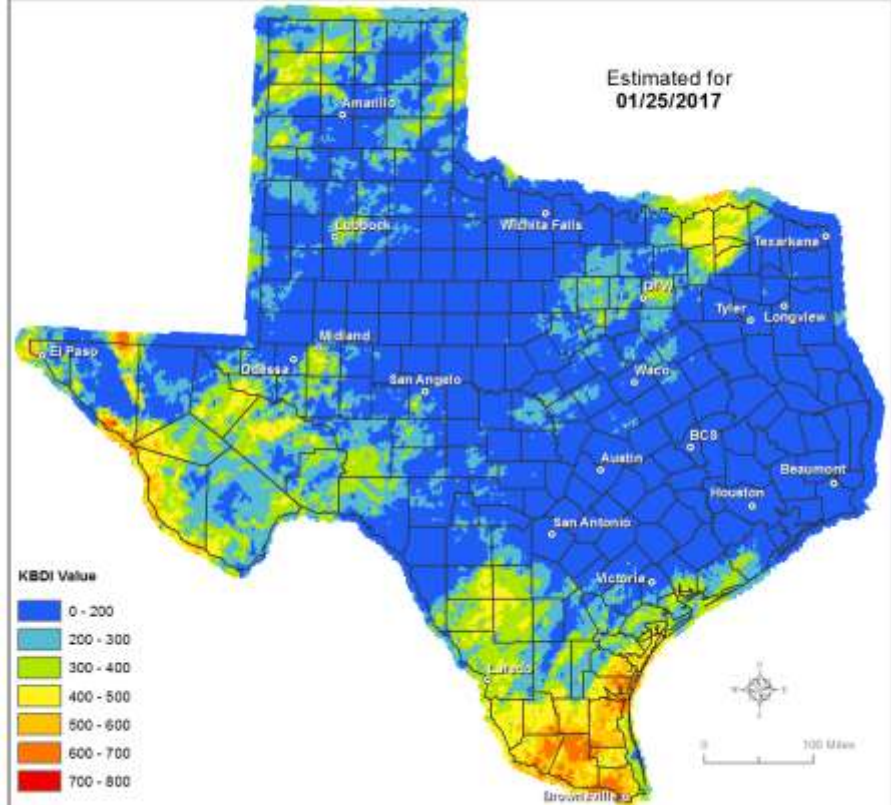 Estimated for
01/25/2017
Amarillo
Lubbock
Wichita Falls
Texarkana
DFW
Tyler
Longview
El Paso
Midland
Odessa
San Angelo
Waco
BCS
Austin
Beaumont
Houston
San Antonio
Victoria
Laredo
Brownsville
KBDI Value
0 - 200
200 - 300
300 - 400
400 - 500
500 - 600
600 - 700
700 - 800
0 100 Miles